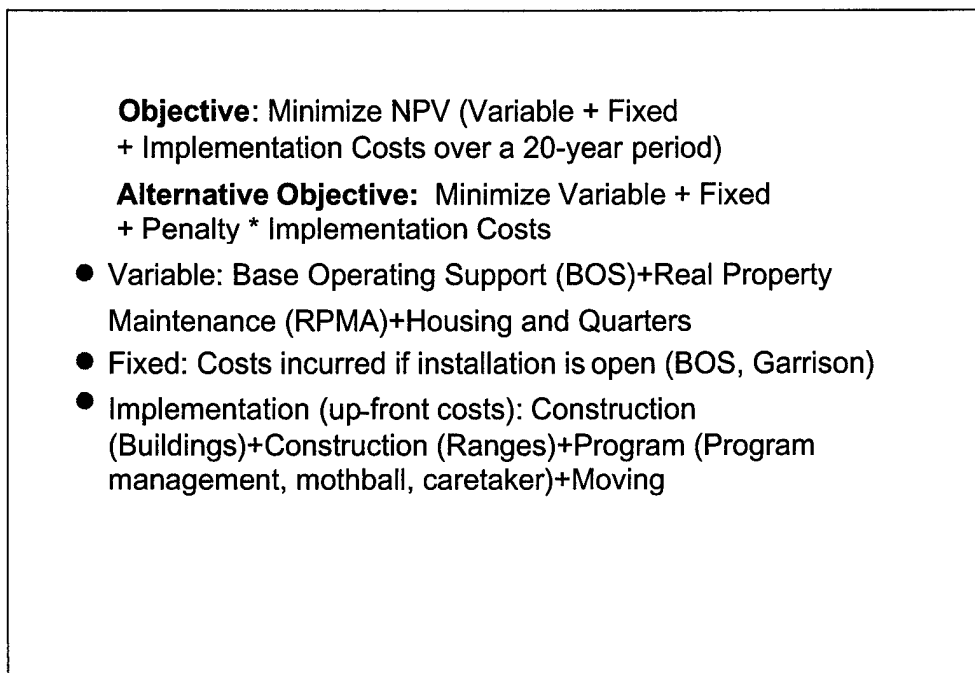 Objective: Minimize NPV (Variable + Fixed
+ Implementation Costs over a 20-year period)
Alternative Objective: Minimize Variable + Fixed
+ Penalty * Implementation Costs
● Variable: Base Operating Support (BOS)+Real Property
Maintenance (RPMA)+Housing and Quarters
● Fixed: Costs incurred if installation is open (BOS, Garrison)
● Implementation (up-front costs): Construction
(Buildings)+Construction (Ranges)+Program (Program
management, mothball, caretaker)+Moving